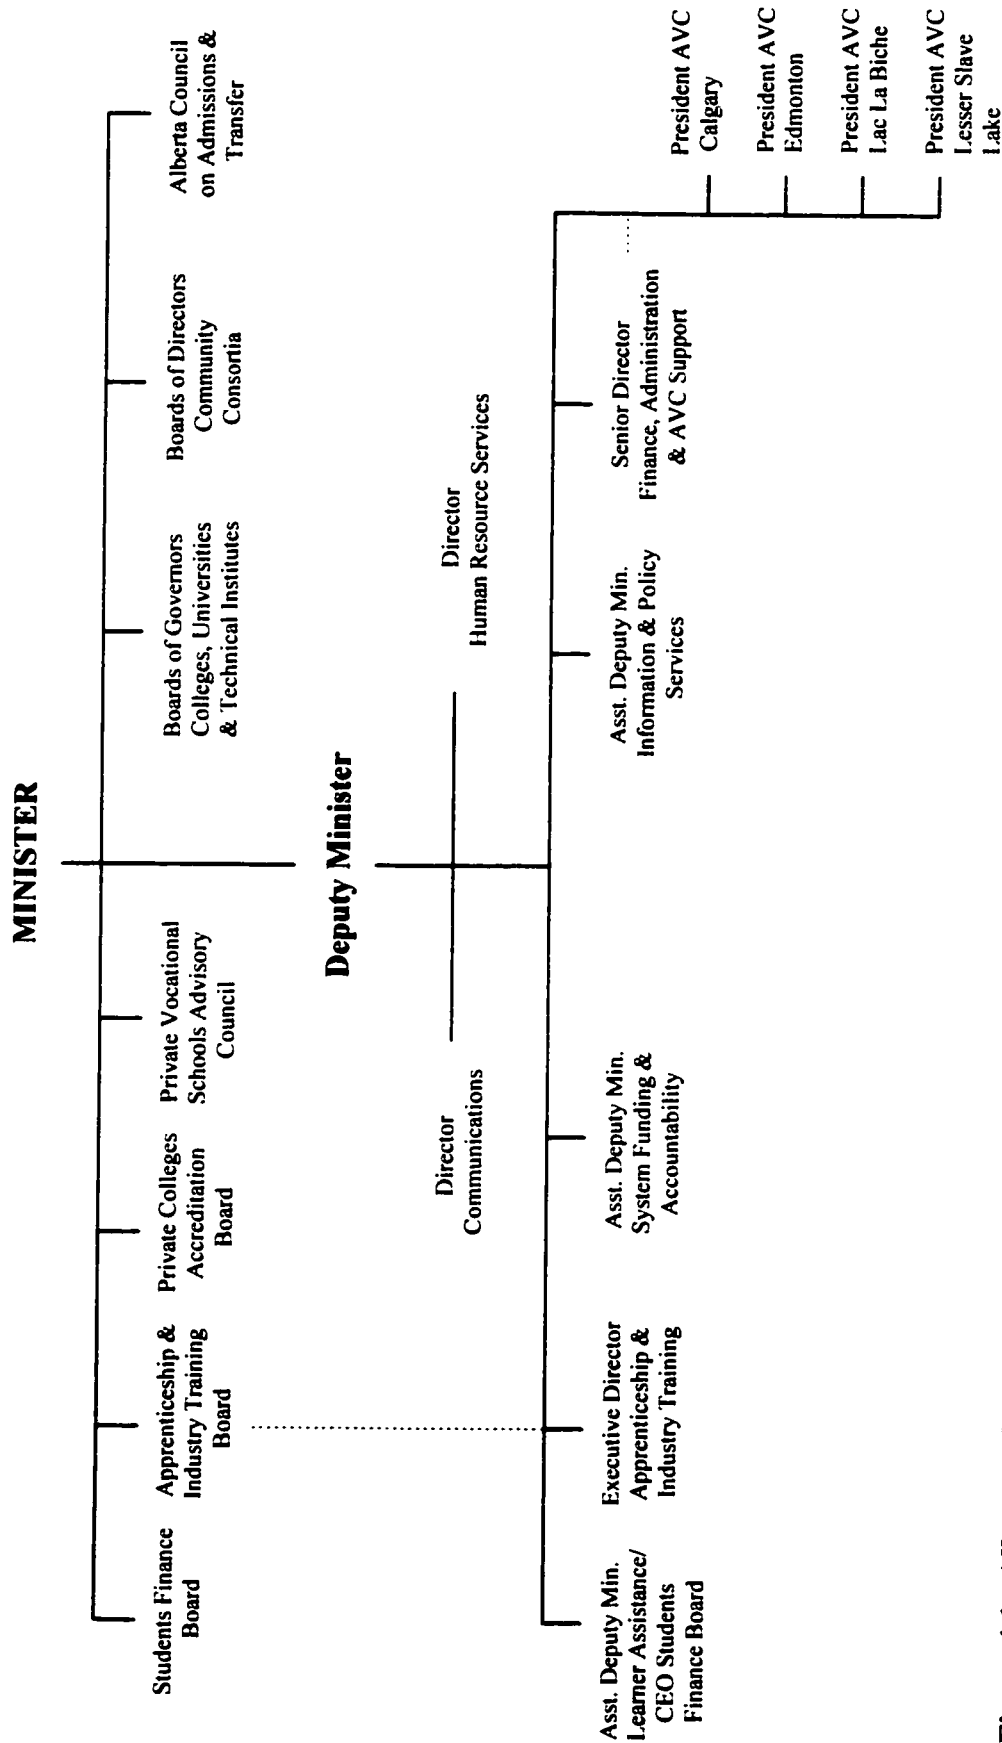 MINISTER
Students Finance
Board
Apprenticeship &
Industry Training
Board
Private Colleges
Accreditation
Board
Private Vocational
Schools Advisory
Council
Boards of Governors
Colleges, Universities
& Technical Institutes
Boards of Directors
Community
Consortia
Alberta Council
on Admissions &
Transfer
Deputy Minister
Director
Communications
Director
Human Resource Services
Asst. Deputy Min.
Learner Assistance/
CEO Students
Finance Board
Executive Director
Apprenticeship &
Industry Training
Asst. Deputy Min.
System Funding &
Accountability
Asst. Deputy Min.
Information & Policy
Services
Senior Director
Finance, Administration
& AVC Support
President AVC
Calgary
President AVC
Edmonton
President AVC
Lac La Biche
President AVC
Lesser Slave
Lake